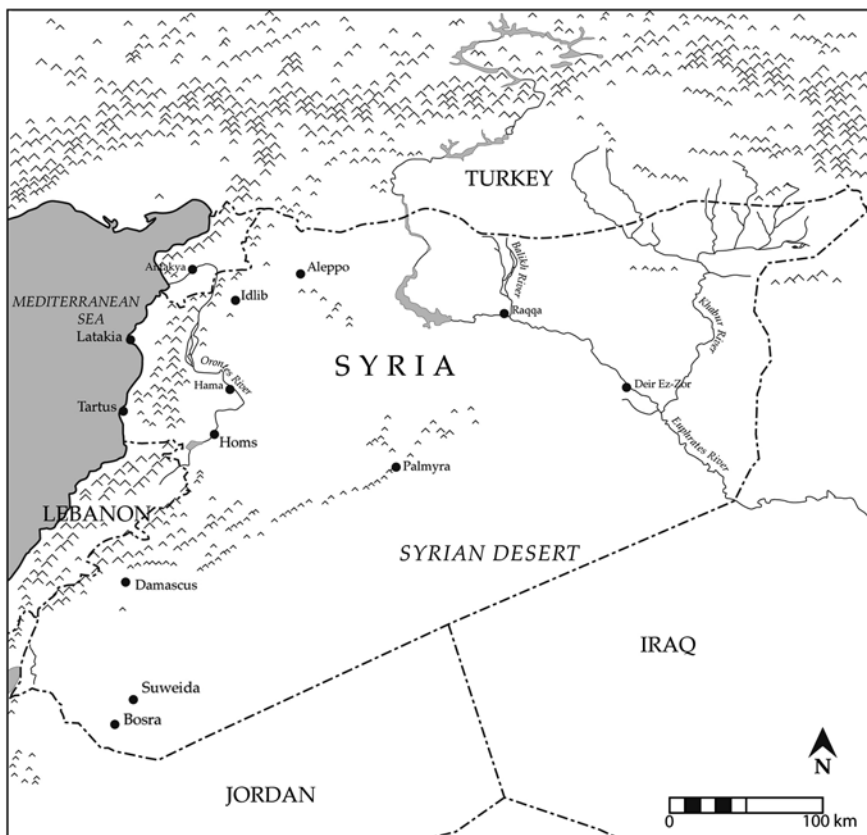 TURKEY
Balikh River
Antakya
Aleppo
MEDITERRANEAN
SEA
Idlib
Khabur River
Raqqa
Latakia
SYRIA
Orontes River
Hama
Deir Ez-Zor
Tartus
Homs
Euphrates River
Palmyra
LEBANON
SYRIAN DESERT
Damascus
IRAQ
Suweida
Bosra
N
JORDAN
0
100 km